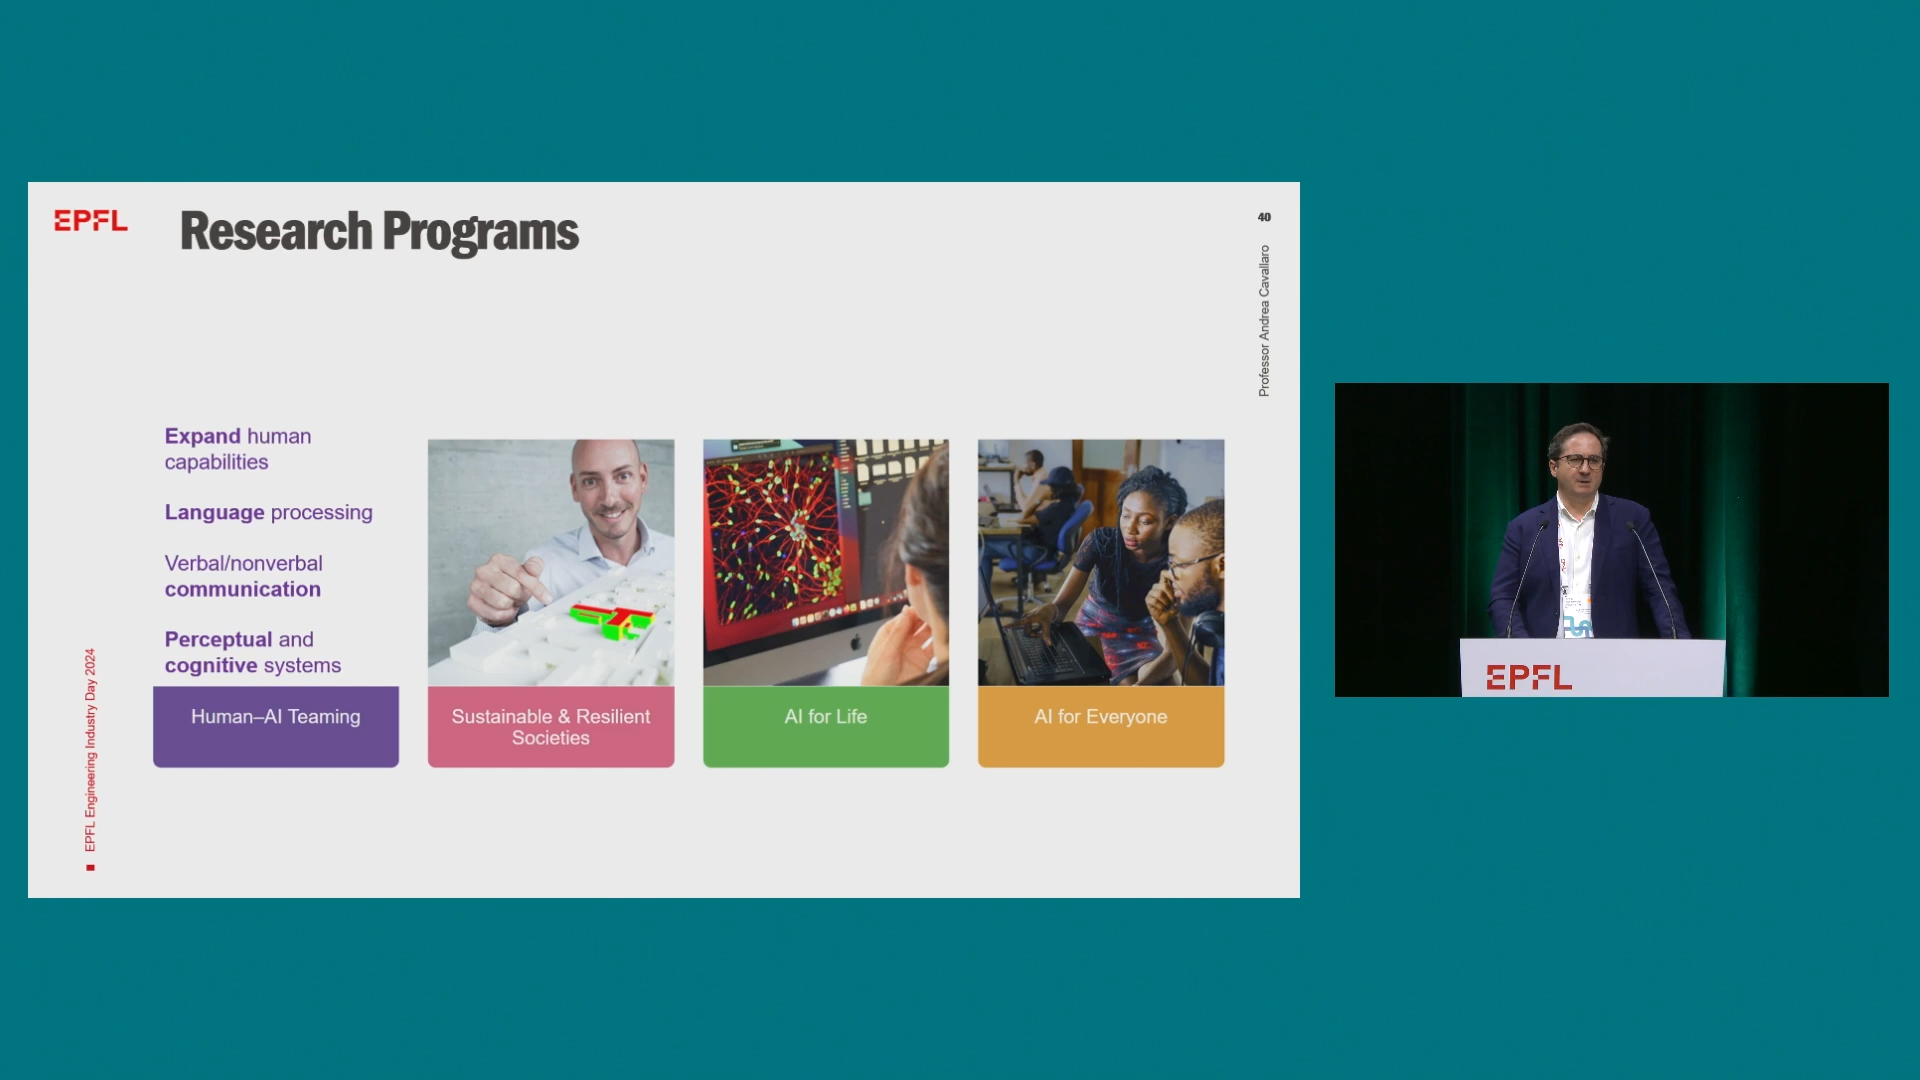 EPFL
Research Programs
40
Professor Andrea Cavallaro
Expand human
capabilities
Language processing
Verbal/nonverbal
communication
Perceptual and
cognitive systems
Human–AI Teaming
Sustainable & Resilient
Societies
AI for Life
AI for Everyone
EPFL Engineering Industry Day 2024
EPFL